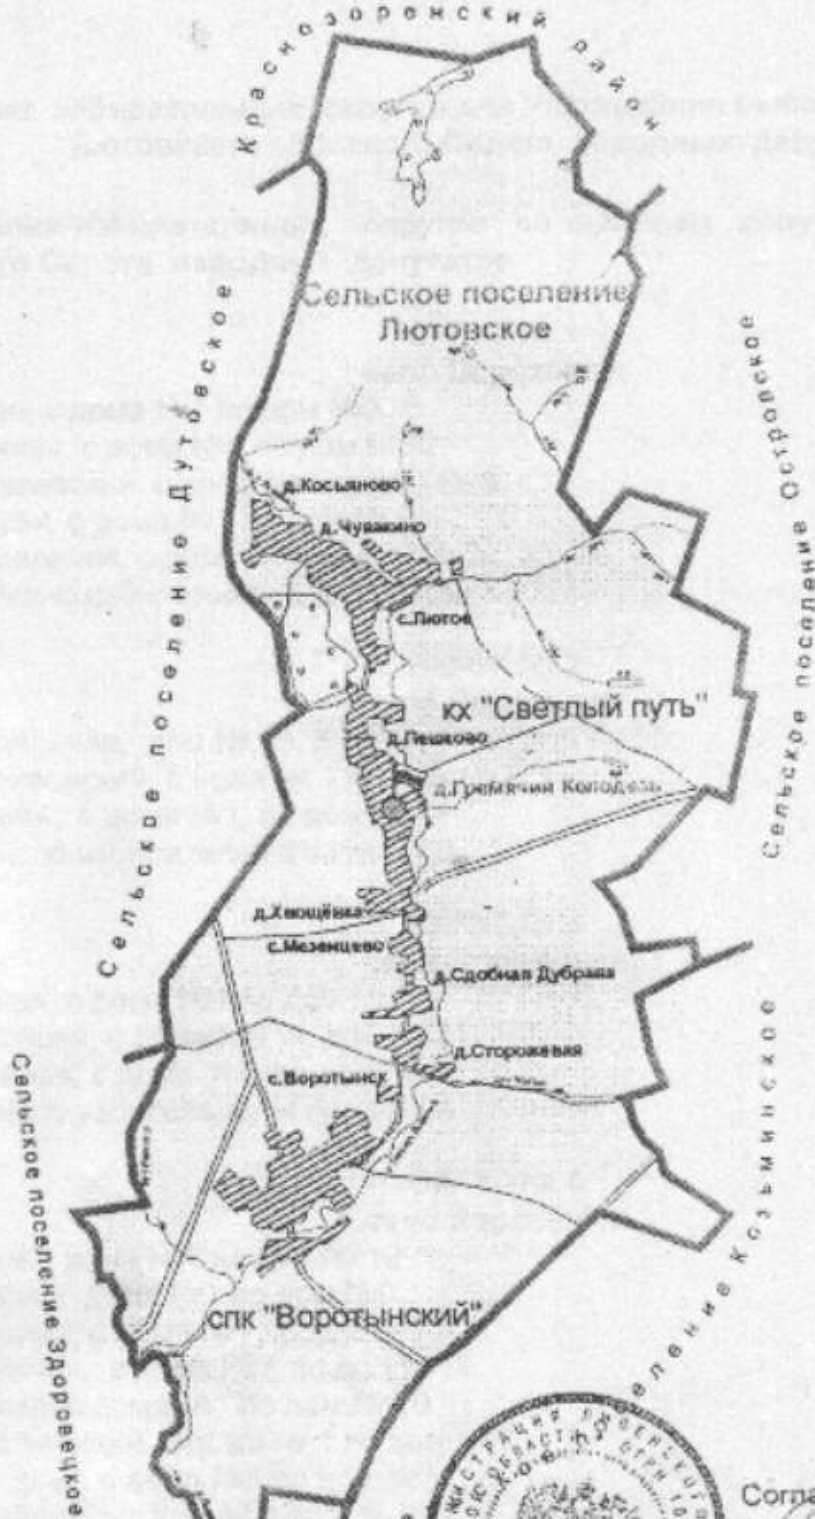 Краснозоренский район
Сельское поселение
Лютовское
Сельское поселение Дутовское
Сельское поселение Островское
д.Косьяново
д.Чувакино
с.Лютое
кх "Светлый путь"
д.Пешково
д.Гремячий Колодезь
д.Хвощёвка
с.Мезенцево
д.Сдобная Дубрава
д.Сторожевая
с.Воротынск
Сельское поселение Здоровецкое
спк "Воротынский"
еление Козьминское
Согла